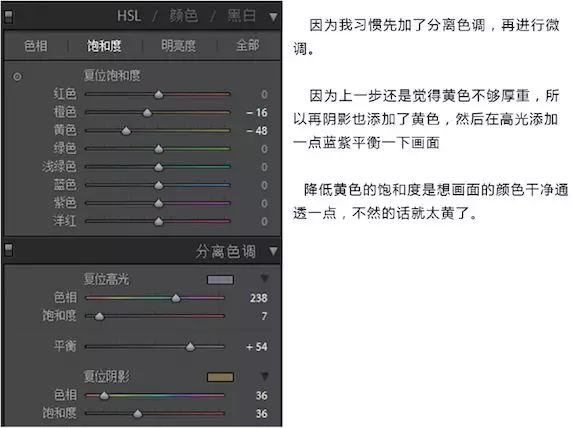 HSL / 颜色 / 黑白
色相 饱和度 明亮度 全部
复位饱和度
红色 0
橙色 - 16
黄色 - 48
绿色 0
浅绿色 0
蓝色 0
紫色 0
洋红 0
分离色调
复位高光
色相 238
饱和度 7
平衡 + 54
复位阴影
色相 36
饱和度 36
因为我习惯先加了分离色调，再进行微
调。
因为上一步还是觉得黄色不够厚重，所
以再阴影也添加了黄色，然后在高光添加
一点蓝紫平衡一下画面
降低黄色的饱和度是想画面的颜色干净通
透一点，不然的话就太黄了。